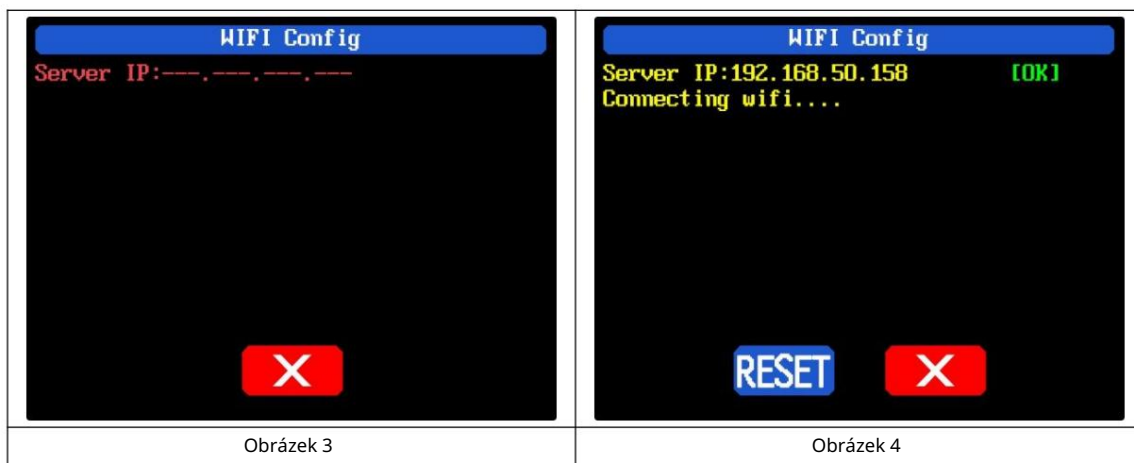 WIFI Config
Server IP:---.---.---.---
X
Obrázek 3
WIFI Config
Server IP:192.168.50.158 [OK]
Connecting wifi....
RESET X
Obrázek 4